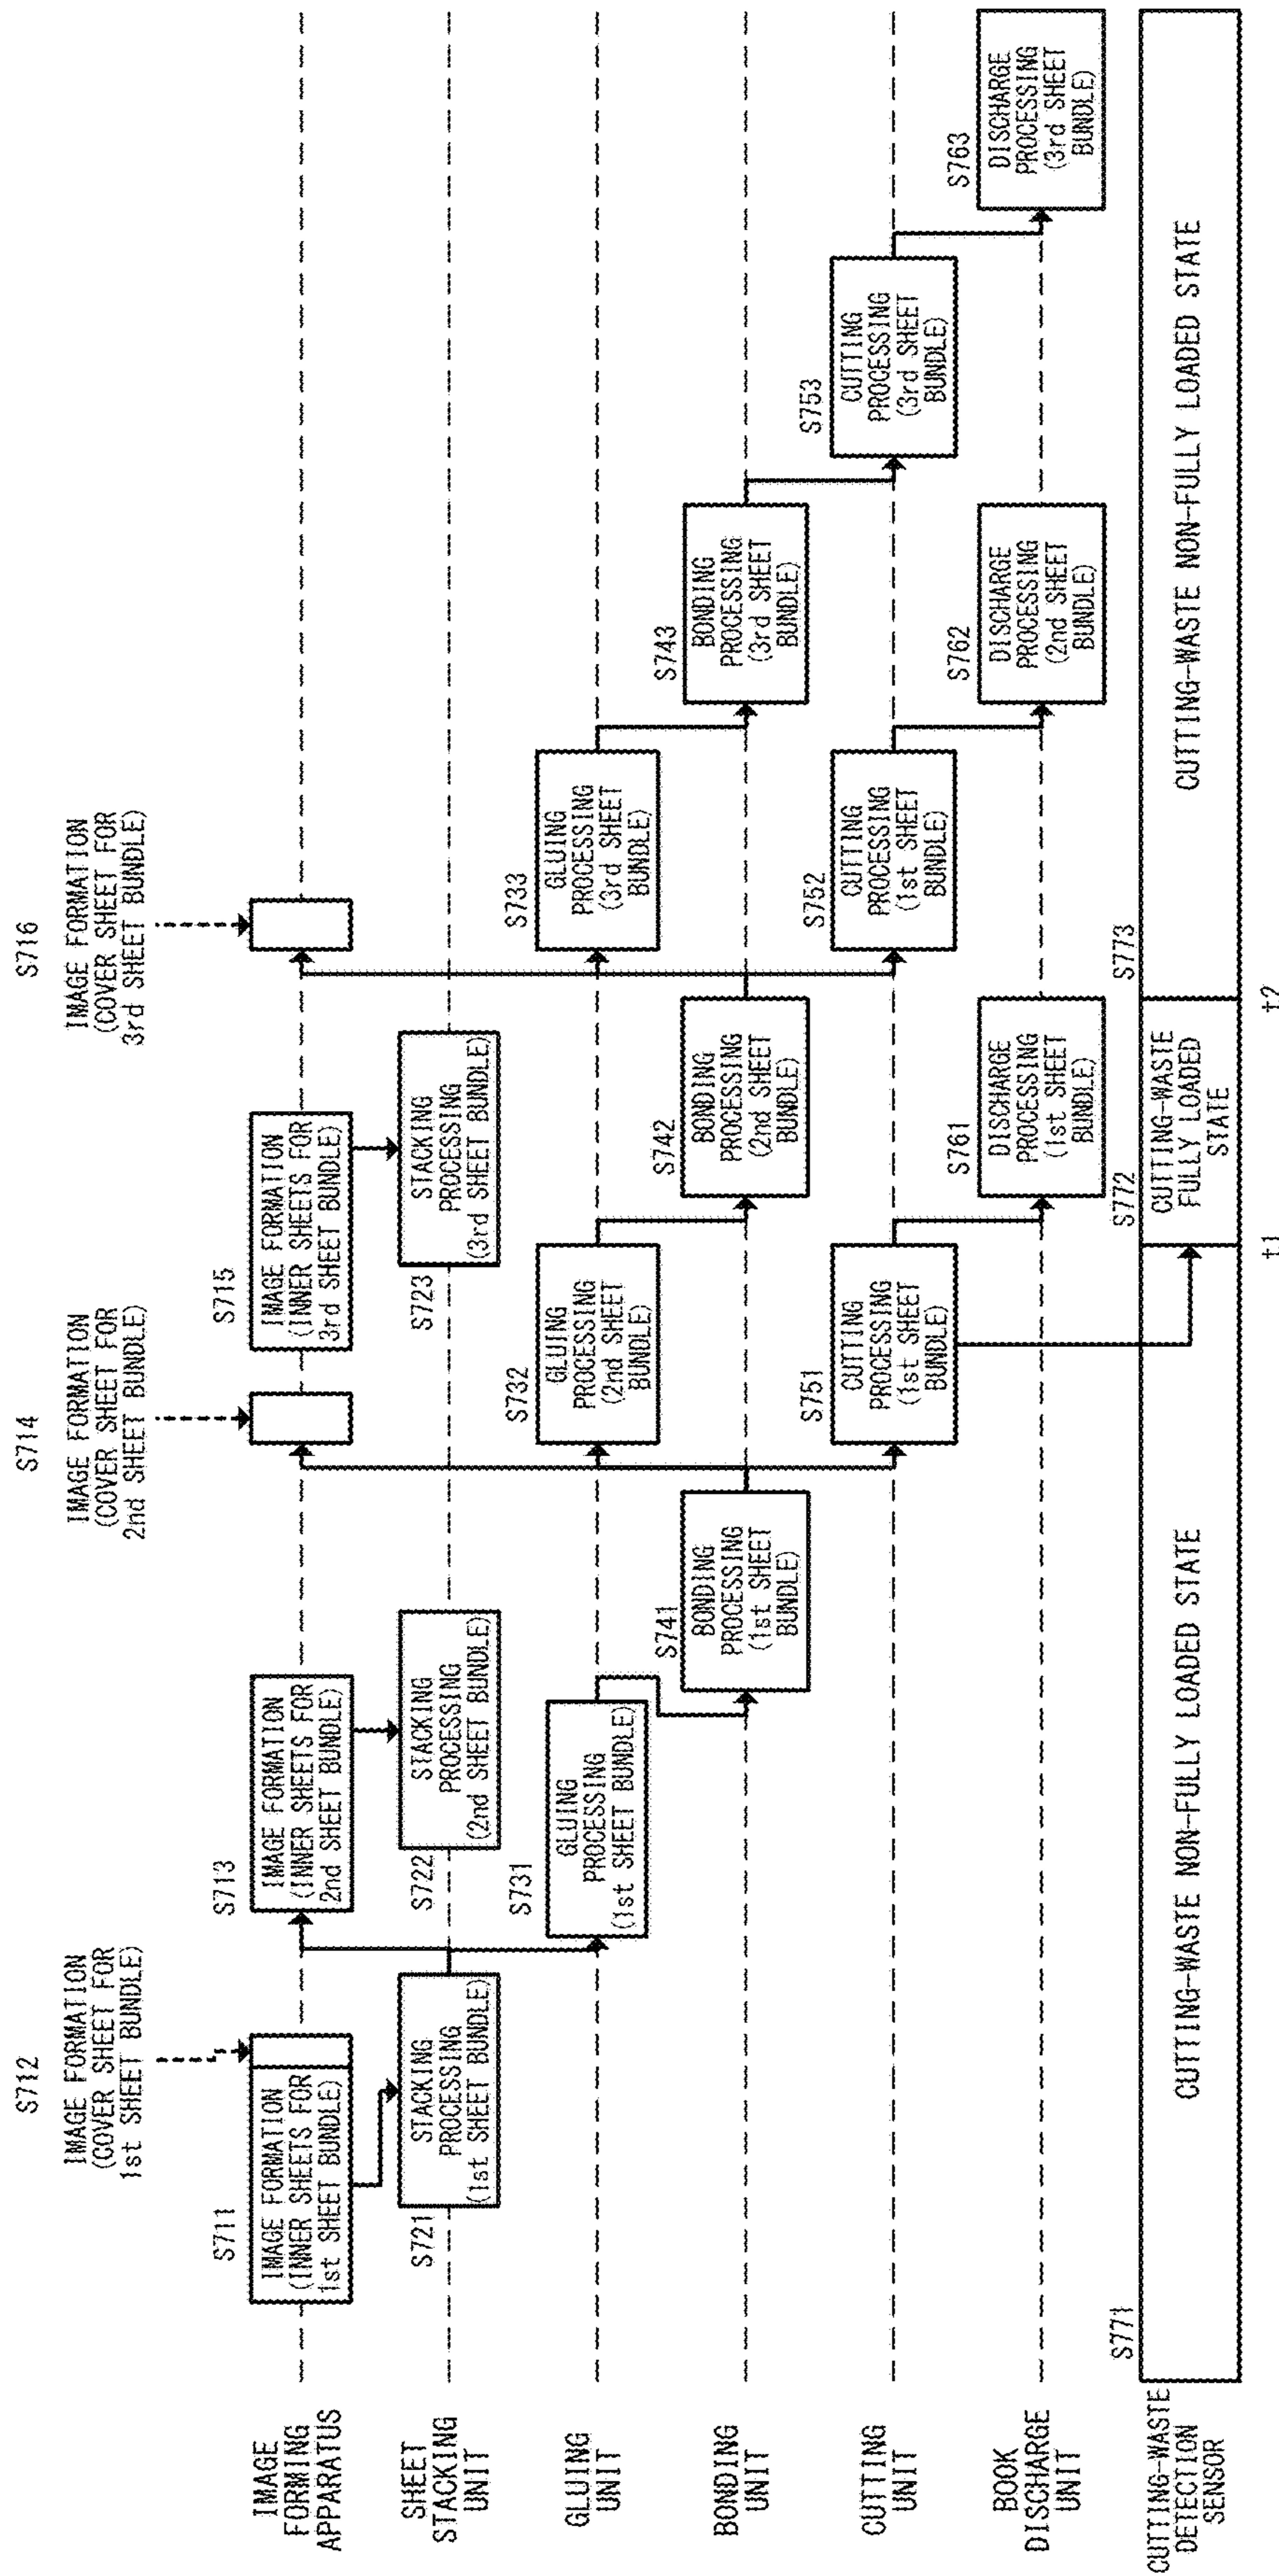 S712
IMAGE FORMATION
(COVER SHEET FOR
1st SHEET BUNDLE)
S714
IMAGE FORMATION
(COVER SHEET FOR
2nd SHEET BUNDLE)
S716
IMAGE FORMATION
(COVER SHEET FOR
3rd SHEET BUNDLE)
IMAGE
FORMING
APPARATUS
S711
IMAGE FORMATION
(INNER SHEETS FOR
1st SHEET BUNDLE)
S713
IMAGE FORMATION
(INNER SHEETS FOR
2nd SHEET BUNDLE)
S715
IMAGE FORMATION
(INNER SHEETS FOR
3rd SHEET BUNDLE)
SHEET
STACKING
UNIT
S721
STACKING
PROCESSING
(1st SHEET BUNDLE)
S722
STACKING
PROCESSING
(2nd SHEET BUNDLE)
S723
STACKING
PROCESSING
(3rd SHEET BUNDLE)
GLUING
UNIT
S731
GLUING
PROCESSING
(1st SHEET BUNDLE)
S732
GLUING
PROCESSING
(2nd SHEET
BUNDLE)
S733
GLUING
PROCESSING
(3rd SHEET
BUNDLE)
BONDING
UNIT
S741
BONDING
PROCESSING
(1st SHEET
BUNDLE)
S742
BONDING
PROCESSING
(2nd SHEET
BUNDLE)
S743
BONDING
PROCESSING
(3rd SHEET
BUNDLE)
CUTTING
UNIT
S751
CUTTING
PROCESSING
(1st SHEET
BUNDLE)
S752
CUTTING
PROCESSING
(1st SHEET
BUNDLE)
S753
CUTTING
PROCESSING
(3rd SHEET
BUNDLE)
BOOK
DISCHARGE
UNIT
S761
DISCHARGE
PROCESSING
(1st SHEET
BUNDLE)
S762
DISCHARGE
PROCESSING
(2nd SHEET
BUNDLE)
S763
DISCHARGE
PROCESSING
(3rd SHEET
BUNDLE)
CUTTING-WASTE
DETECTION
SENSOR
S771
CUTTING-WASTE NON-FULLY LOADED STATE
S772
CUTTING-WASTE
FULLY LOADED
STATE
S773
CUTTING-WASTE NON-FULLY LOADED STATE
t1
t2